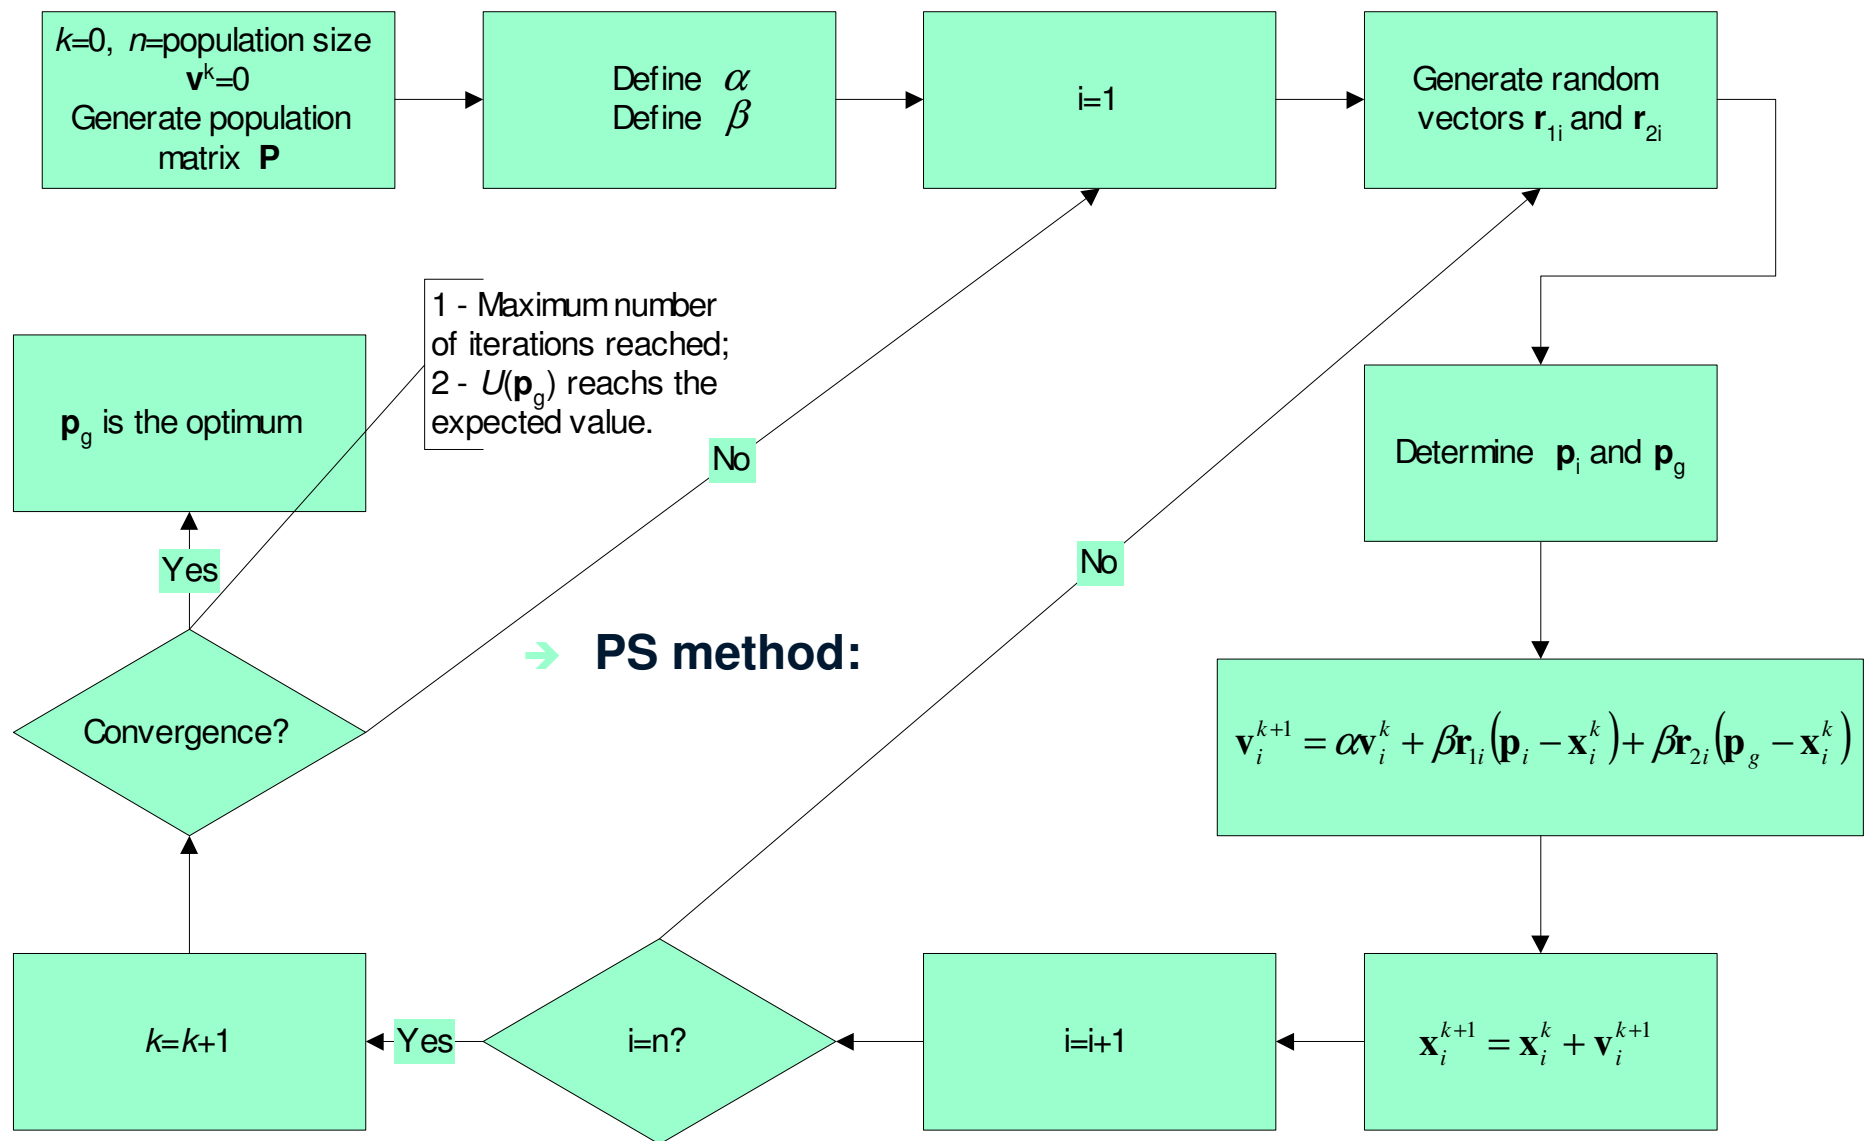 k=0, n=population size
v^k=0
Generate population
matrix P
Define α
Define β
i=1
Generate random
vectors r_1i and r_2i
1 - Maximum number
of iterations reached;
2 - U(p_g) reachs the
expected value.
p_g is the optimum
No
Determine p_i and p_g
Yes
No
→ PS method:
Convergence?
v_i^{k+1} = αv_i^k + βr_{1i}(p_i − x_i^k) + βr_{2i}(p_g − x_i^k)
k=k+1
Yes
i=n?
i=i+1
x_i^{k+1} = x_i^k + v_i^{k+1}